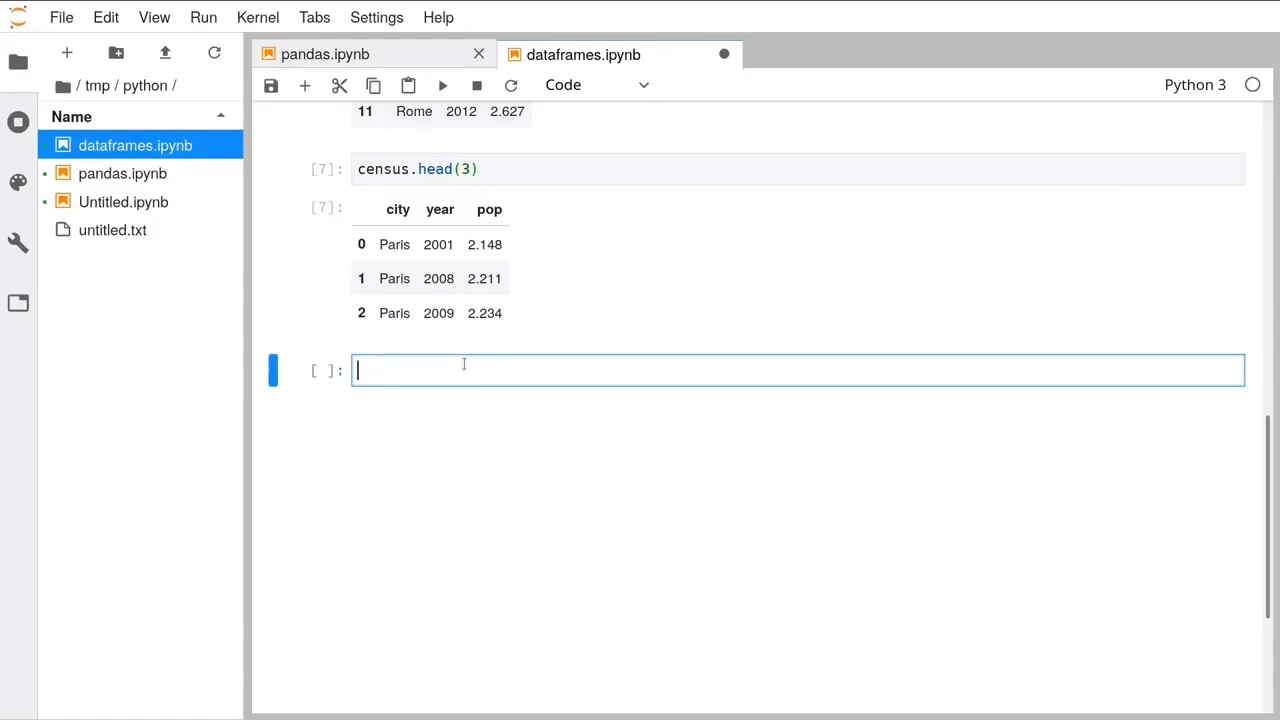 File Edit View Run Kernel Tabs Settings Help
pandas.ipynb
dataframes.ipynb
/ tmp / python /
Code
Python 3
Name
dataframes.ipynb
pandas.ipynb
Untitled.ipynb
untitled.txt
11 Rome 2012 2.627
[7]: census.head(3)
[7]: city year pop
0 Paris 2001 2.148
1 Paris 2008 2.211
2 Paris 2009 2.234
[ ]: